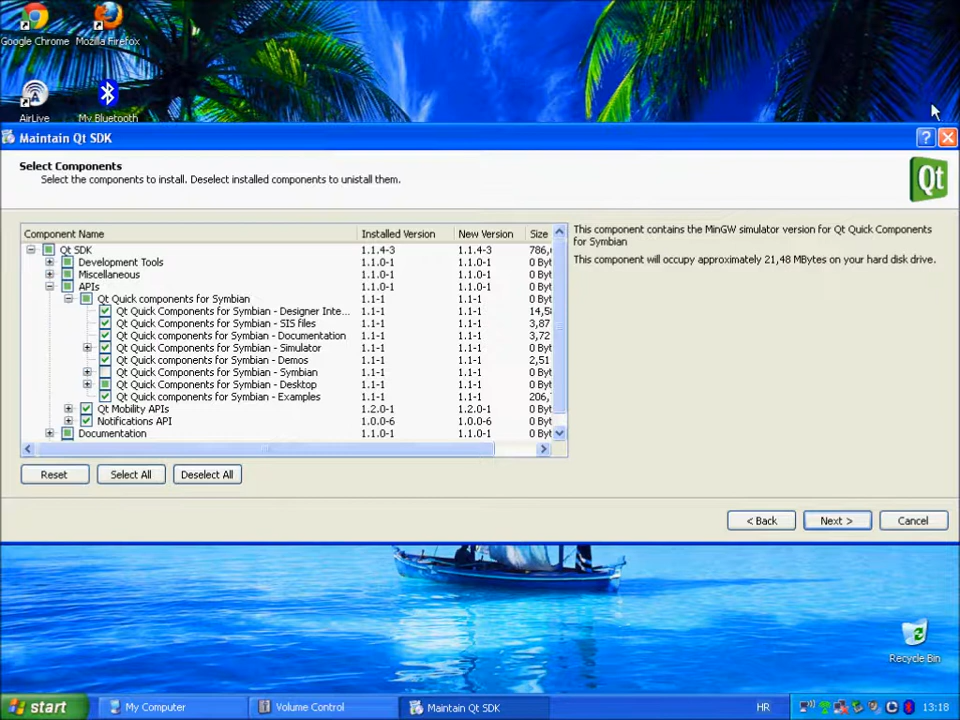 Google Chrome
Mozilla Firefox
AirLive
My Bluetooth
Maintain Qt SDK
Select Components
Select the components to install. Deselect installed components to unistall them.
Qt
Component Name Installed Version New Version Size
Qt SDK 1.1.4-3 1.1.4-3 786,
Development Tools 1.1.0-1 1.1.0-1 0 Byt
Miscellaneous 1.1.0-1 1.1.0-1 0 Byt
APIs 1.1.0-1 1.1.0-1 0 Byt
Qt Quick components for Symbian 1.1-1 1.1-1 0 Byt
Qt Quick Components for Symbian - Designer Inte... 1.1-1 1.1-1 14,5
Qt Quick Components for Symbian - SIS files 1.1-1 1.1-1 3,87
Qt Quick Components for Symbian - Documentation 1.1-1 1.1-1 3,72
Qt Quick Components for Symbian - Simulator 1.1-1 1.1-1 0 Byt
Qt Quick Components for Symbian - Demos 1.1-1 1.1-1 2,51
Qt Quick Components for Symbian - Symbian 1.1-1 1.1-1 0 Byt
Qt Quick Components for Symbian - Desktop 1.1-1 1.1-1 0 Byt
Qt Quick components for Symbian - Examples 1.1-1 1.1-1 206,
Qt Mobility APIs 1.2.0-1 1.2.0-1 0 Byt
Notifications API 1.0.0-6 1.0.0-6 0 Byt
Documentation 1.1.0-1 1.1.0-1 0 Byt
This component contains the MinGW simulator version for Qt Quick Components
for Symbian
This component will occupy approximately 21,48 MBytes on your hard disk drive.
Reset Select All Deselect All
< Back Next > Cancel
Recycle Bin
start My Computer Volume Control Maintain Qt SDK HR 13:18